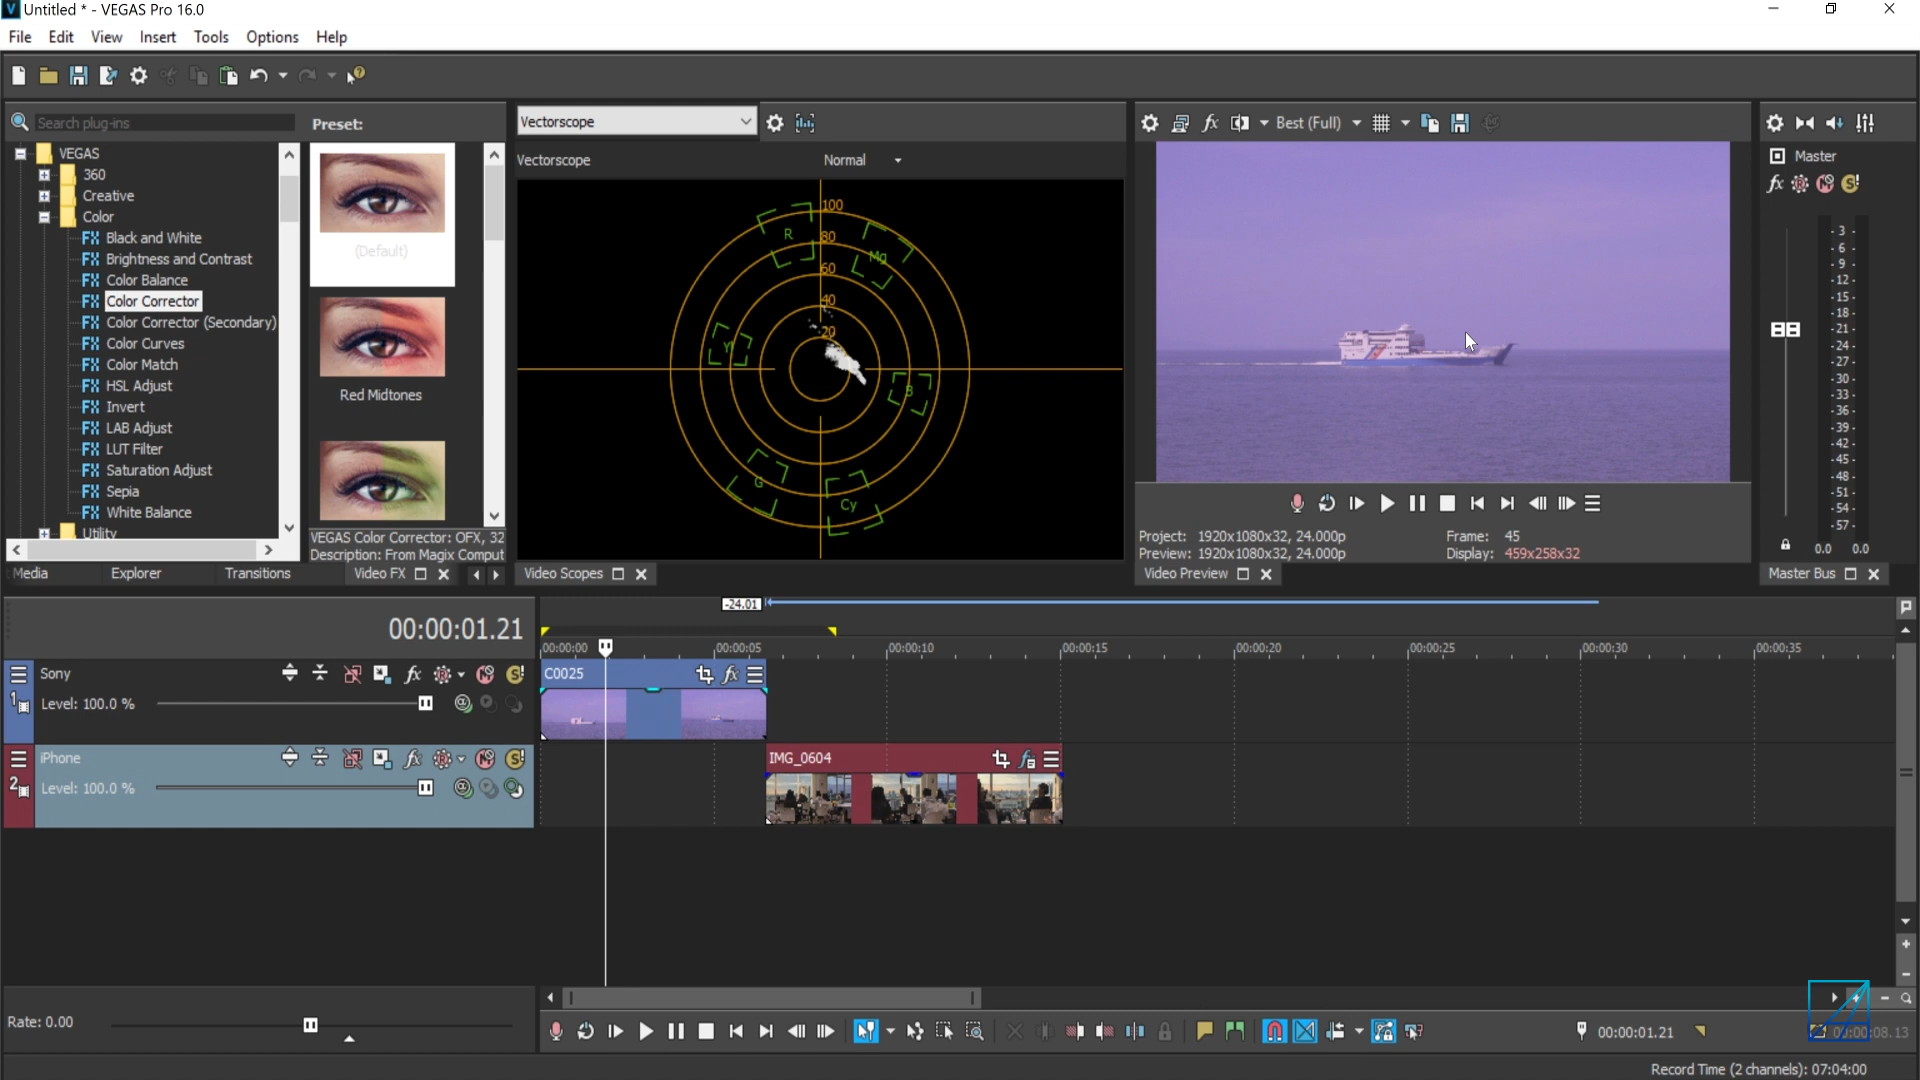 Untitled * - VEGAS Pro 16.0
File Edit View Insert Tools Options Help
Search plug-ins
Preset:
VEGAS
360
Creative
Color
FX Black and White
FX Brightness and Contrast
FX Color Balance
FX Color Corrector
FX Color Corrector (Secondary)
FX Color Curves
FX Color Match
FX HSL Adjust
FX Invert
FX LAB Adjust
FX LUT Filter
FX Saturation Adjust
FX Sepia
FX White Balance
Utility
(Default)
Red Midtones
VEGAS Color Corrector: OFX, 32
Description: From Magix Comput
Media Explorer Transitions Video FX
Vectorscope
Vectorscope Normal
100
80
60
40
20
R
Mg
Y
B
G
Cy
Video Scopes
fx Best (Full)
Project: 1920x1080x32, 24.000p
Preview: 1920x1080x32, 24.000p
Frame: 45
Display: 459x258x32
Video Preview
Master
fx
-3-
-6-
-9-
-12-
-15-
-18-
-21-
-24-
-27-
-30-
-33-
-36-
-39-
-42-
-45-
-48-
-51-
-54-
-57-
0.0 0.0
Master Bus
-24.01
00:00:01.21
00:00:00 00:00:05 00:00:10 00:00:15 00:00:20 00:00:25 00:00:30 00:00:35
Sony
1
Level: 100.0 %
C0025
iPhone
2
Level: 100.0 %
IMG_0604
Rate: 0.00
00:00:01.21
00:00:08.13
Record Time (2 channels): 07:04:00